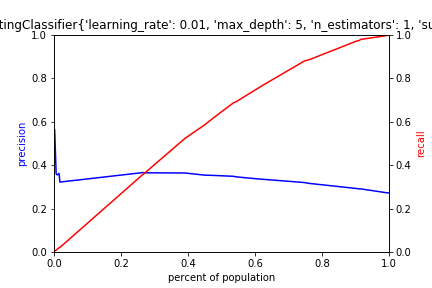 tingClassifier{'learning_rate': 0.01, 'max_depth': 5, 'n_estimators': 1, 'su
1.0 1.0
0.8 0.8
0.6 0.6
precision recall
0.4 0.4
0.2 0.2
0.0 0.0
0.0 0.2 0.4 0.6 0.8 1.0
percent of population